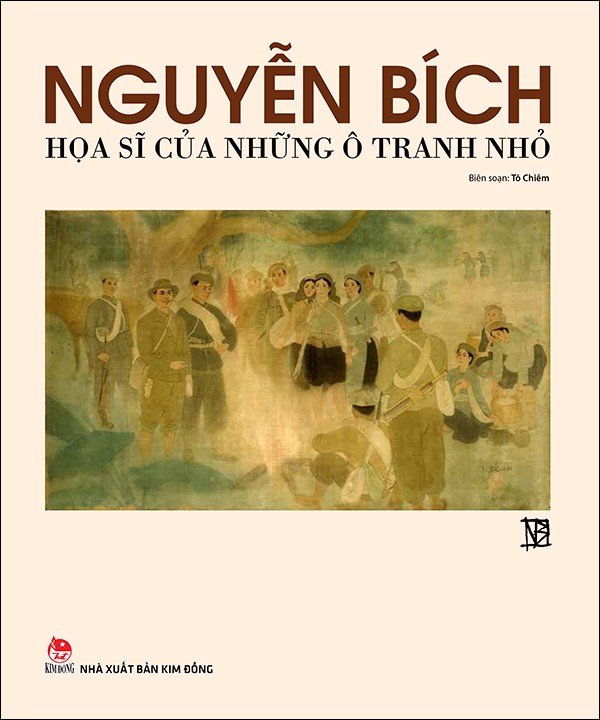 NGUYỄN BÍCH
HỌA SĨ CỦA NHỮNG Ô TRANH NHỎ
Biên soạn: Tô Chiêm
NB
KIM ĐỒNG
NHÀ XUẤT BẢN KIM ĐỒNG